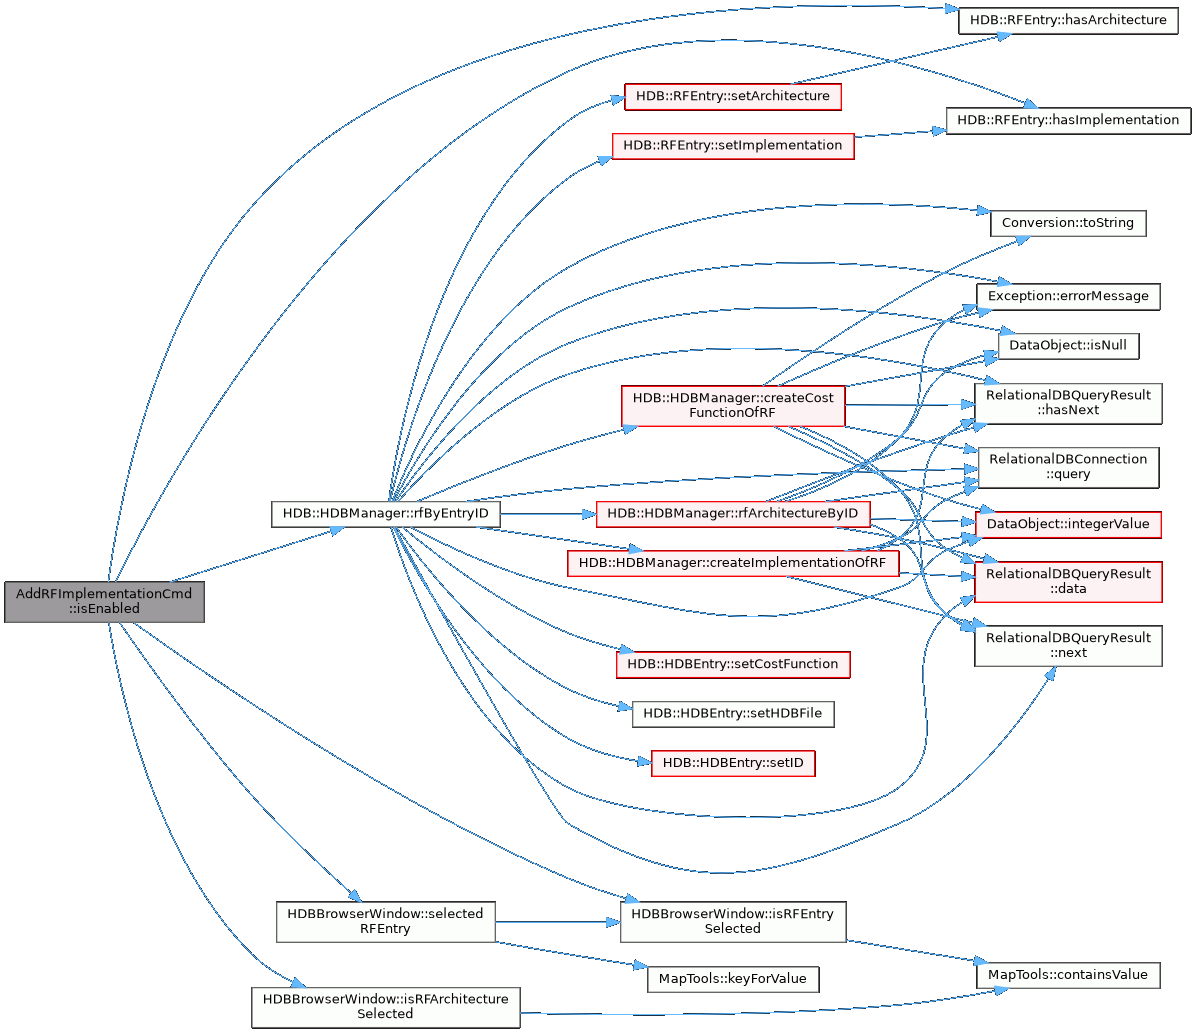 HDB::RFEntry::hasArchitecture
HDB::RFEntry::setArchitecture
HDB::RFEntry::hasImplementation
HDB::RFEntry::setImplementation
Conversion::toString
Exception::errorMessage
DataObject::isNull
HDB::HDBManager::createCost
FunctionOfRF
RelationalDBQueryResult
::hasNext
RelationalDBConnection
::query
HDB::HDBManager::rfByEntryID
HDB::HDBManager::rfArchitectureByID
DataObject::integerValue
HDB::HDBManager::createImplementationOfRF
RelationalDBQueryResult
::data
AddRFImplementationCmd
::isEnabled
RelationalDBQueryResult
::next
HDB::HDBEntry::setCostFunction
HDB::HDBEntry::setHDBFile
HDB::HDBEntry::setID
HDBBrowserWindow::selected
RFEntry
HDBBrowserWindow::isRFEntry
Selected
MapTools::keyForValue
MapTools::containsValue
HDBBrowserWindow::isRFArchitecture
Selected